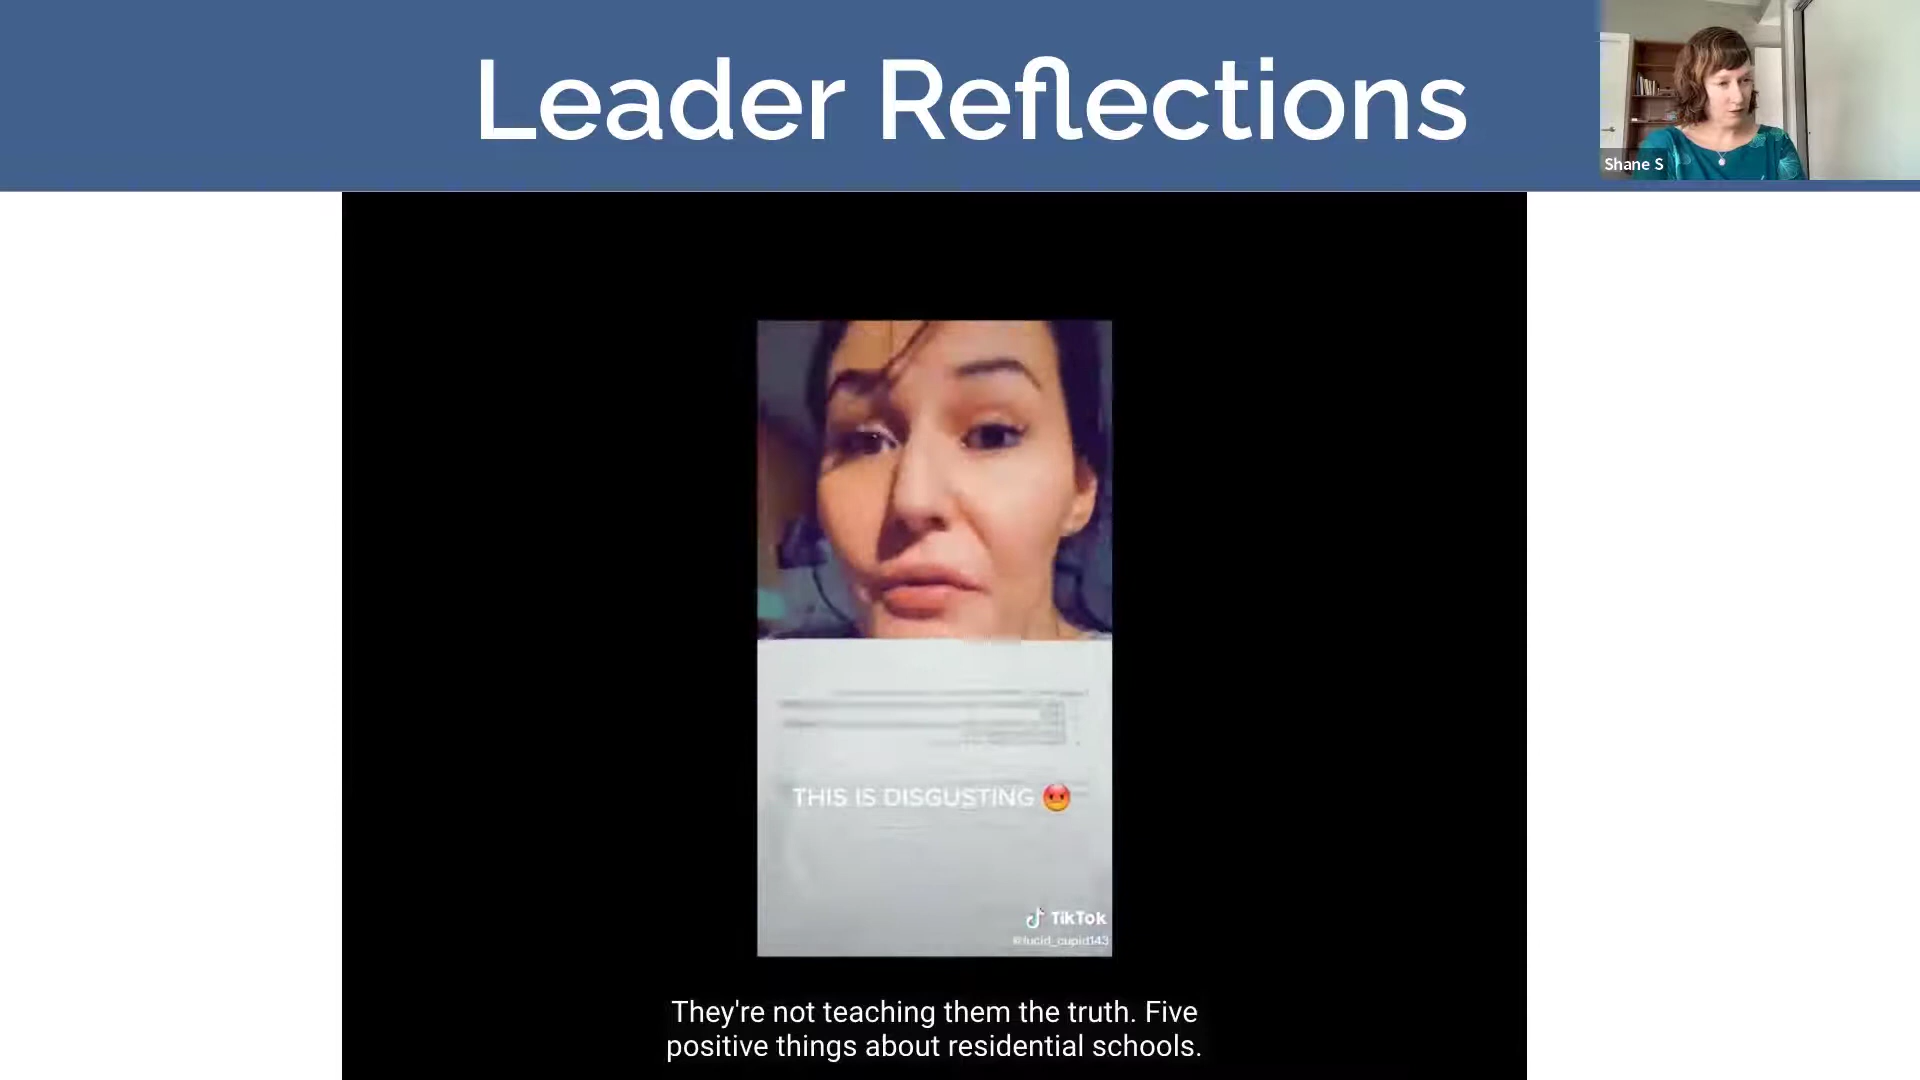 Leader Reflections
Shane S
THIS IS DISGUSTING 😡
TikTok
@lucid_cupid143
They're not teaching them the truth. Five
positive things about residential schools.